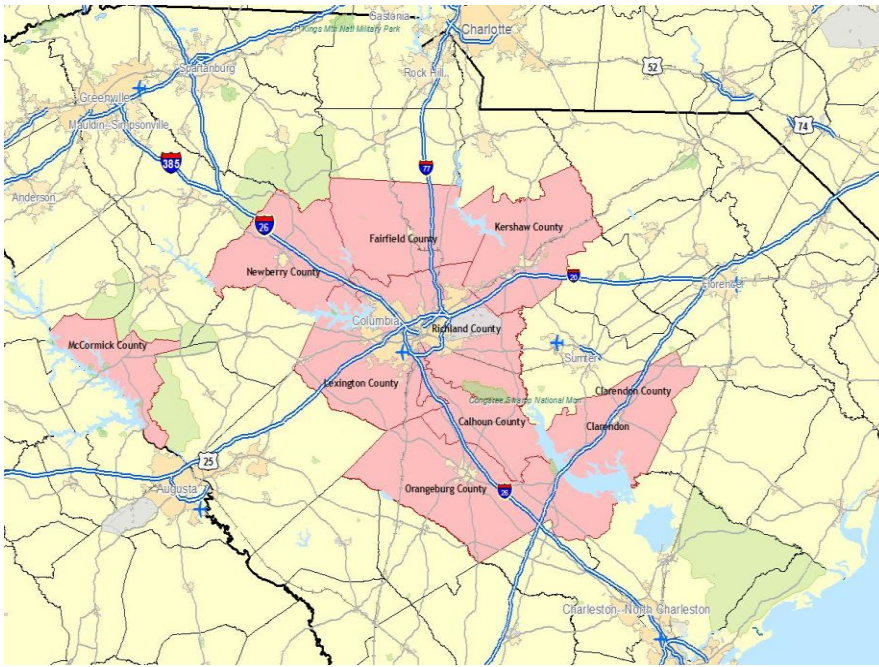 Gastonia
Kings Mtn Natl Military Park
Charlotte
Spartanburg
Rock Hill
52
Greenville
Mauldin--Simpsonville
74
385
77
Anderson
26
Fairfield County
Kershaw County
Newberry County
20
Florence
Columbia
Richland County
McCormick County
Sumter
Lexington County
Clarendon County
Congaree Swamp National Mon
Calhoun County
Clarendon
25
Augusta
Orangeburg County
26
Charleston--North Charleston